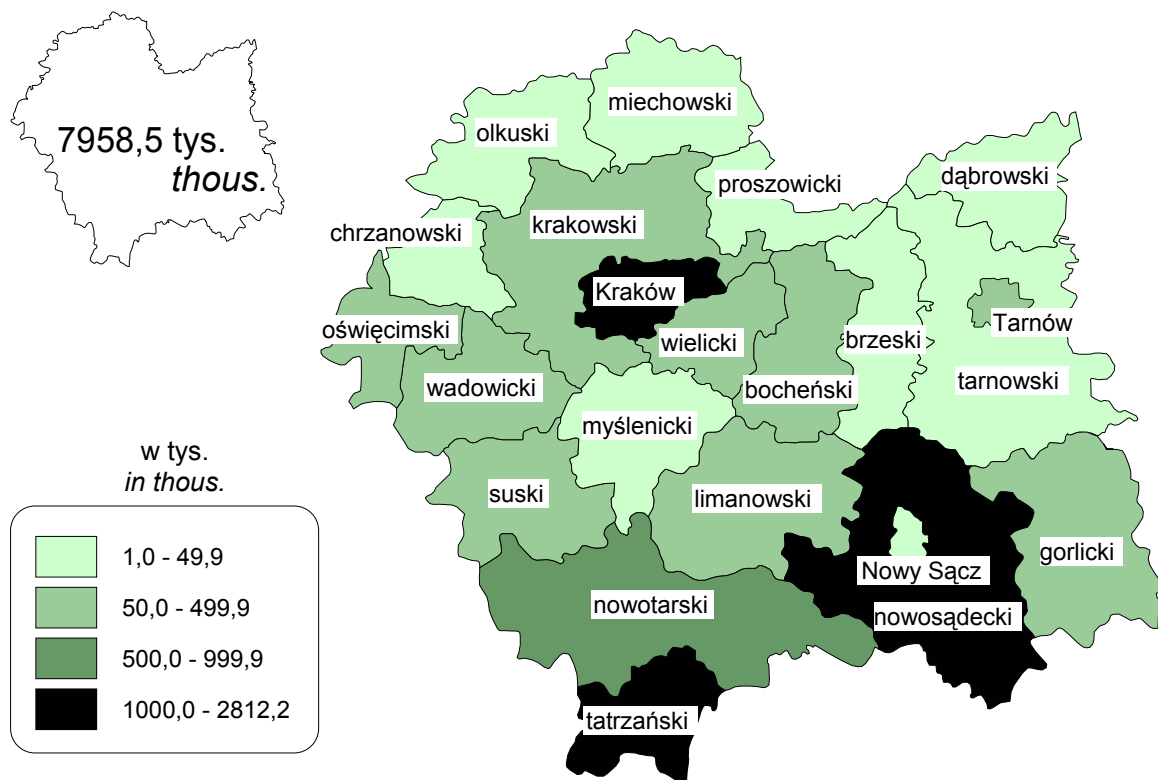 7958,5 tys.
thous.
miechowski
olkuski
dąbrowski
proszowicki
krakowski
chrzanowski
Kraków
Tarnów
oświęcimski
wielicki
brzeski
wadowicki
bocheński
tarnowski
myślenicki
suski
limanowski
gorlicki
Nowy Sącz
nowotarski
nowosądecki
tatrzański
w tys.
in thous.
1,0 - 49,9
50,0 - 499,9
500,0 - 999,9
1000,0 - 2812,2